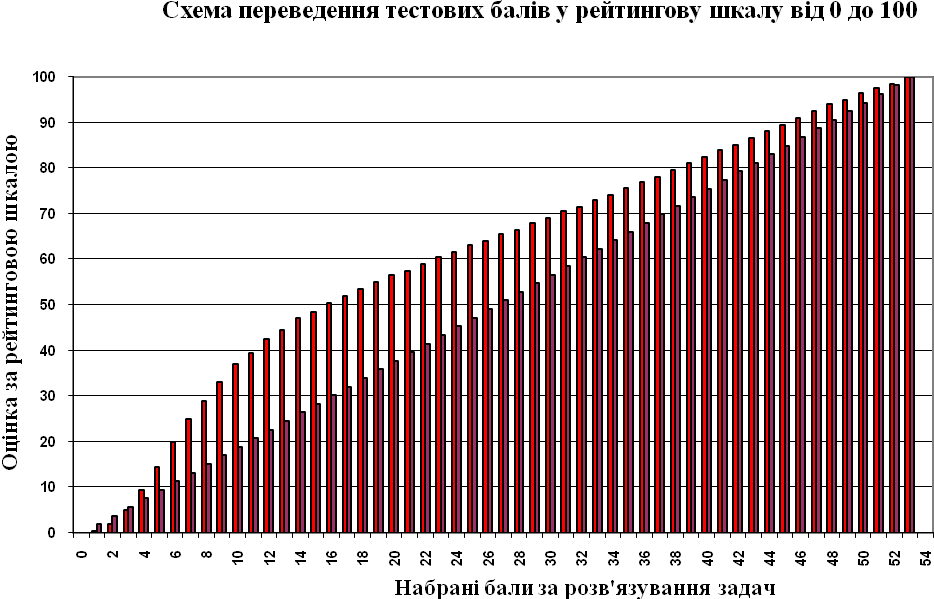 Схема переведення тестових балів у рейтингову шкалу від 0 до 100
Оцінка за рейтинговою шкалою
100
90
80
70
60
50
40
30
20
10
0
0 2 4 6 8 10 12 14 16 18 20 22 24 26 28 30 32 34 36 38 40 42 44 46 48 50 52 54
Набрані бали за розв'язування задач